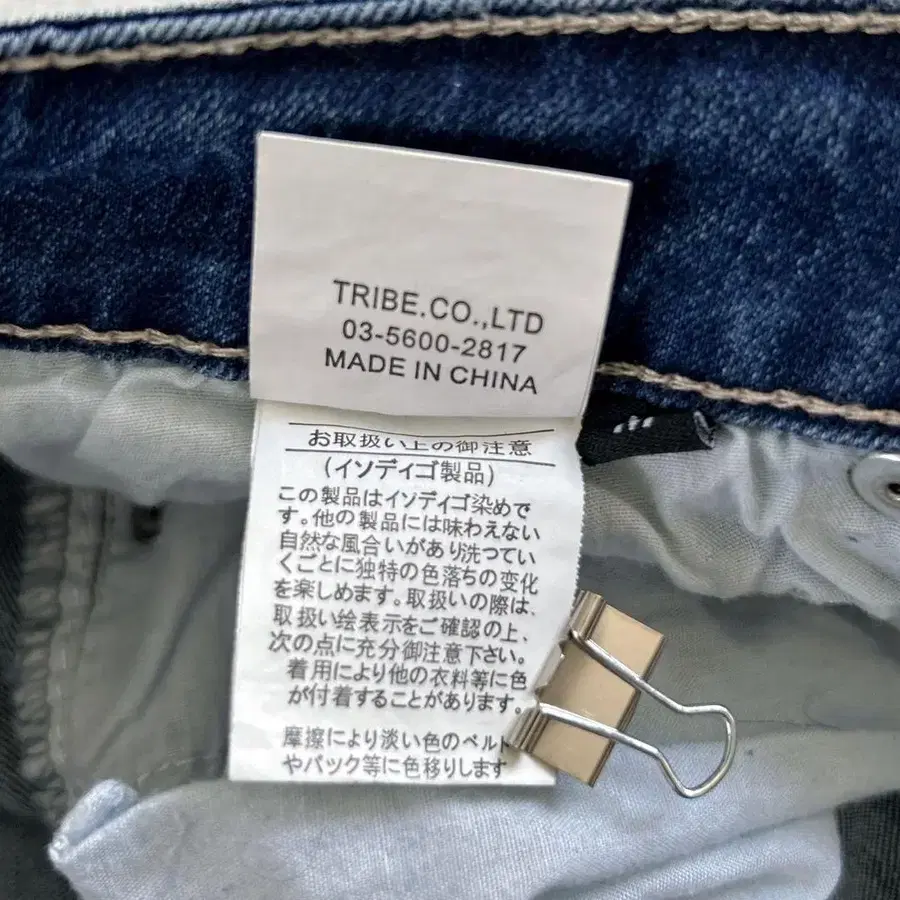 TRIBE.CO.,LTD
03-5600-2817
MADE IN CHINA
お取扱い上の御注意
(イソディゴ製品)
この製品はイソディゴ染めで
す。他の製品には味わえない
自然な風合いがあり洗ってい
くごとに独特の色落ちの変化
を楽しめます。取扱いの際は、
取扱い絵表示をご確認の上、
次の点に充分御注意下さい。
着用により他の衣料等に色
が付着することがあります。
摩擦により淡い色のベルト
やバック等に色移りします